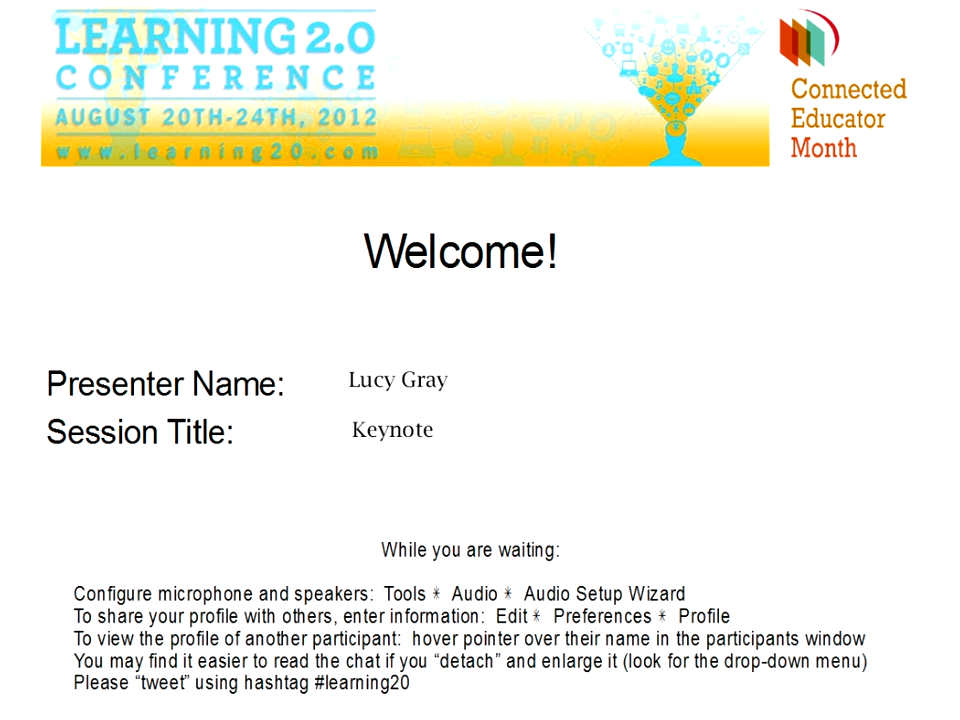 LEARNING 2.0
CONFERENCE
AUGUST 20TH-24TH, 2012
www.learning20.com
Connected
Educator
Month
Welcome!
Presenter Name: Lucy Gray
Session Title: Keynote
While you are waiting:
Configure microphone and speakers: Tools * Audio * Audio Setup Wizard
To share your profile with others, enter information: Edit * Preferences * Profile
To view the profile of another participant: hover pointer over their name in the participants window
You may find it easier to read the chat if you “detach” and enlarge it (look for the drop-down menu)
Please “tweet” using hashtag #learning20